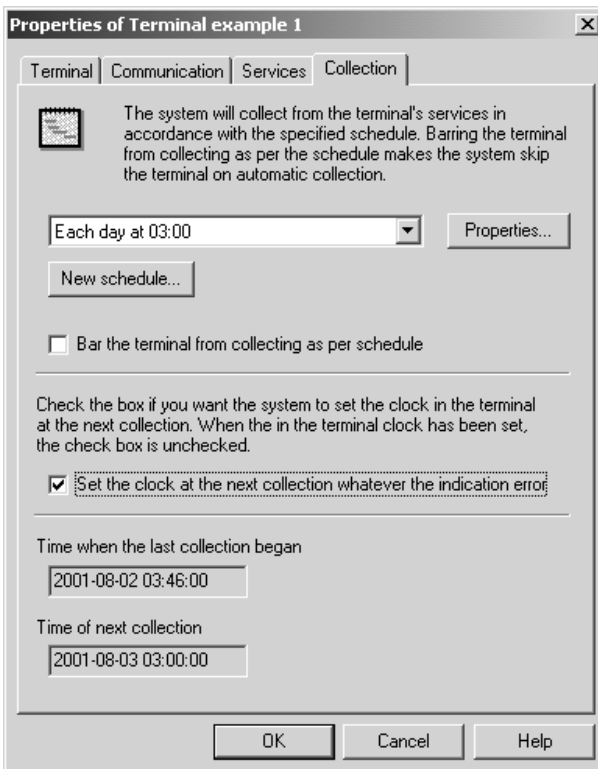 Properties of Terminal example 1
Terminal Communication Services Collection
The system will collect from the terminal's services in
accordance with the specified schedule. Barring the terminal
from collecting as per the schedule makes the system skip
the terminal on automatic collection.
Each day at 03:00 Properties...
New schedule...
Bar the terminal from collecting as per schedule
Check the box if you want the system to set the clock in the terminal
at the next collection. When the in the terminal clock has been set,
the check box is unchecked.
Set the clock at the next collection whatever the indication error
Time when the last collection began
2001-08-02 03:46:00
Time of next collection
2001-08-03 03:00:00
OK Cancel Help